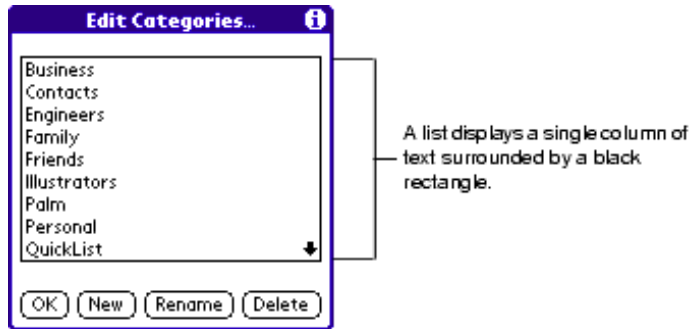 Edit Categories...
Business
Contacts
Engineers
Family
Friends
Illustrators
Palm
Personal
QuickList
OK New Rename Delete
A list displays a single column of
text surrounded by a black
rectangle.